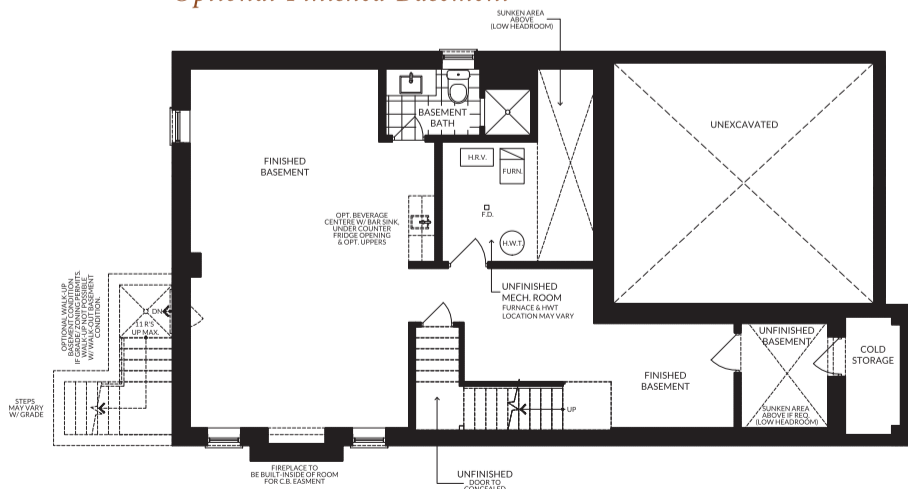 Optional Finished Basement
SUNKEN AREA
ABOVE
(LOW HEADROOM)
BASEMENT
BATH
UNEXCAVATED
FINISHED
BASEMENT
H.R.V.
FURN.
F.D.
H.W.T.
OPT. BEVERAGE
CENTERE W/ BAR SINK,
UNDER COUNTER
FRIDGE OPENING
& OPT. UPPERS
UNFINISHED
MECH. ROOM
FURNACE & HWT
LOCATION MAY VARY
OPTIONAL WALK-UP
BASEMENT CONDITION
IF GRADE/ ZONING PERMITS.
WALK-UP NOT POSSIBLE
W/ WALK-OUT BASEMENT
CONDITION.
DN
11 R'S
UP MAX.
STEPS
MAY VARY
W/ GRADE
UNFINISHED
BASEMENT
COLD
STORAGE
FINISHED
BASEMENT
SUNKEN AREA
ABOVE IF REQ.
(LOW HEADROOM)
UP
FIREPLACE TO
BE BUILT-INSIDE OF ROOM
FOR C.B. EASMENT
UNFINISHED
DOOR TO
CONCEALED